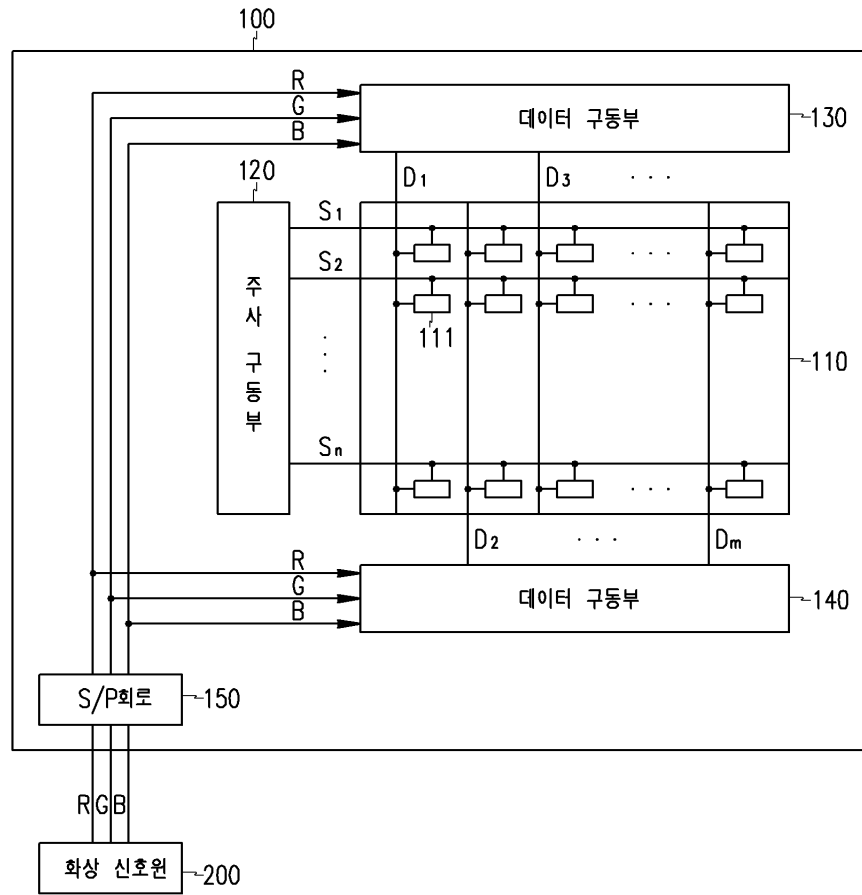 100
R
G
B
데이터 구동부
130
120
D1
D3
. . .
S1
S2
주사 구동부
111
. . .
110
Sn
D2
. . .
Dm
R
G
B
데이터 구동부
140
S/P회로
150
R G B
화상 신호원
200